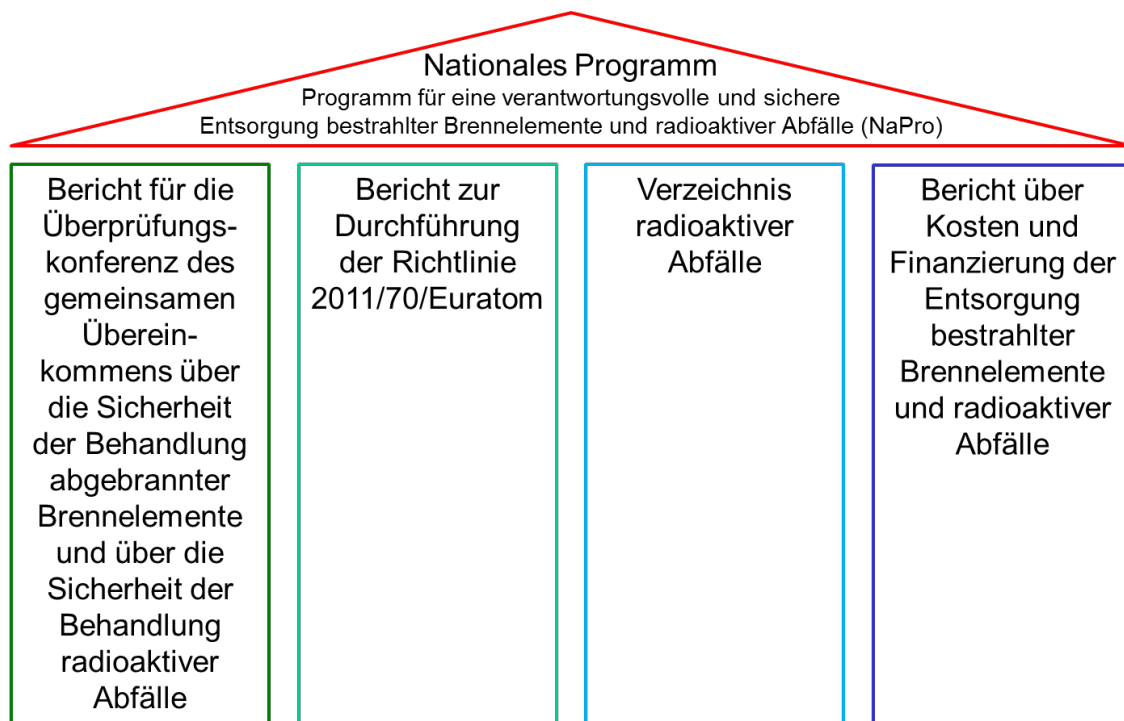 Nationales Programm
Programm für eine verantwortungsvolle und sichere
Entsorgung bestrahlter Brennelemente und radioaktiver Abfälle (NaPro)
Bericht für die
Überprüfungs-
konferenz des
gemeinsamen
Überein-
kommens über
die Sicherheit
der Behandlung
abgebrannter
Brennelemente
und über die
Sicherheit der
Behandlung
radioaktiver
Abfälle
Bericht zur
Durchführung
der Richtlinie
2011/70/Euratom
Verzeichnis
radioaktiver
Abfälle
Bericht über
Kosten und
Finanzierung der
Entsorgung
bestrahlter
Brennelemente
und radioaktiver
Abfälle